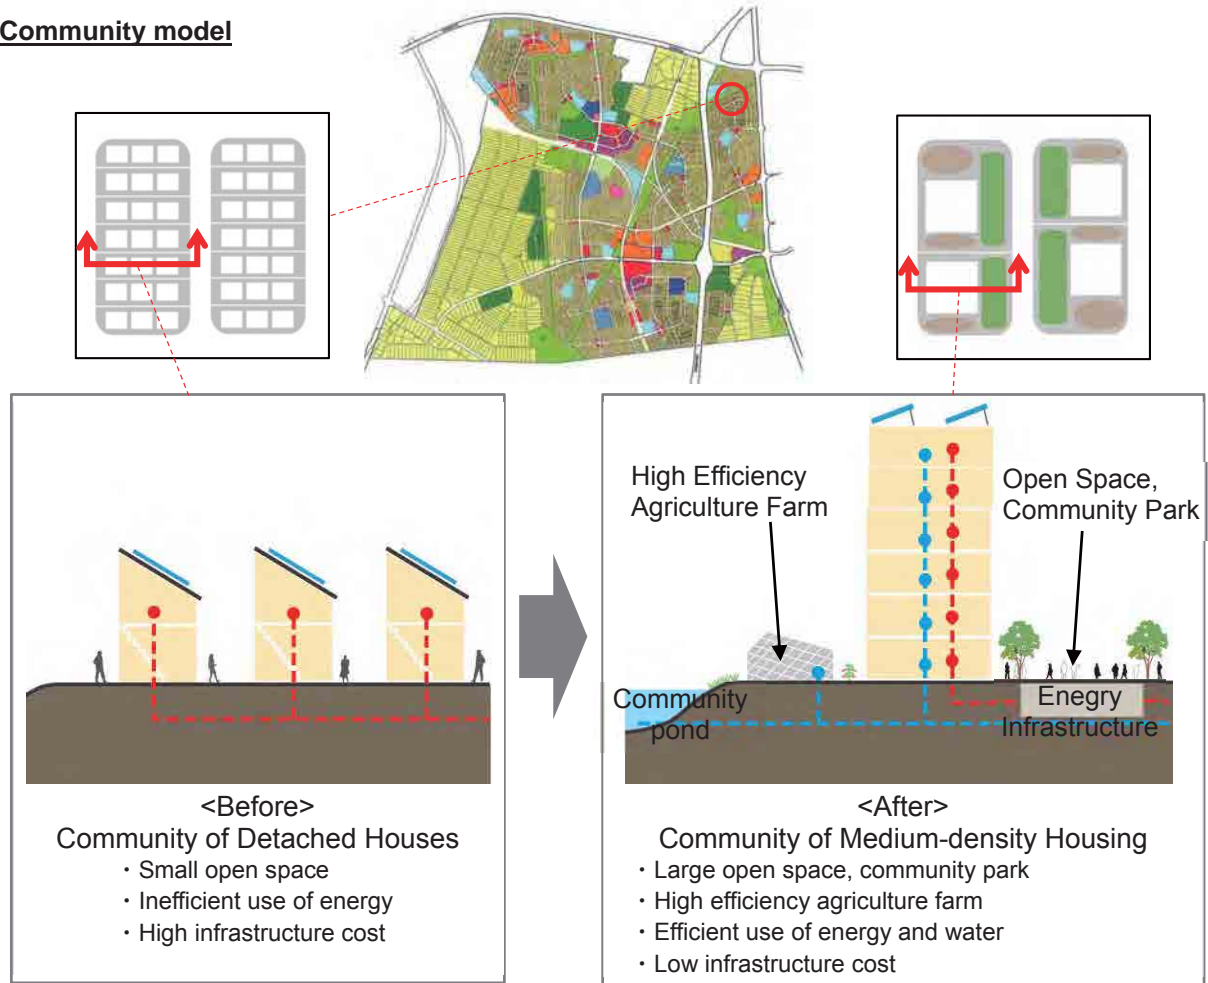 Community model
High Efficiency
Agriculture Farm
Open Space,
Community Park
Community
pond
Enegry
Infrastructure
<Before>
Community of Detached Houses
・Small open space
・Inefficient use of energy
・High infrastructure cost
<After>
Community of Medium-density Housing
・Large open space, community park
・High efficiency agriculture farm
・Efficient use of energy and water
・Low infrastructure cost